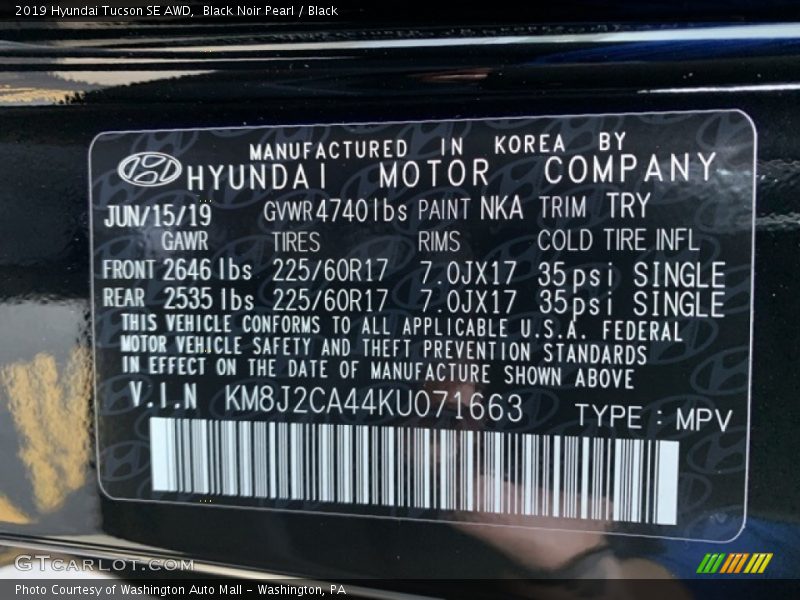 2019 Hyundai Tucson SE AWD, Black Noir Pearl / Black
MANUFACTURED IN KOREA BY
HYUNDAI MOTOR COMPANY
JUN/15/19 GVWR 4740lbs PAINT NKA TRIM TRY
GAWR TIRES RIMS COLD TIRE INFL
FRONT 2646 lbs 225/60R17 7.0JX17 35psi SINGLE
REAR 2535 lbs 225/60R17 7.0JX17 35psi SINGLE
THIS VEHICLE CONFORMS TO ALL APPLICABLE U.S.A. FEDERAL
MOTOR VEHICLE SAFETY AND THEFT PREVENTION STANDARDS
IN EFFECT ON THE DATE OF MANUFACTURE SHOWN ABOVE
V.I.N KM8J2CA44KU071663 TYPE : MPV
GTCARLOT.COM
Photo Courtesy of Washington Auto Mall - Washington, PA